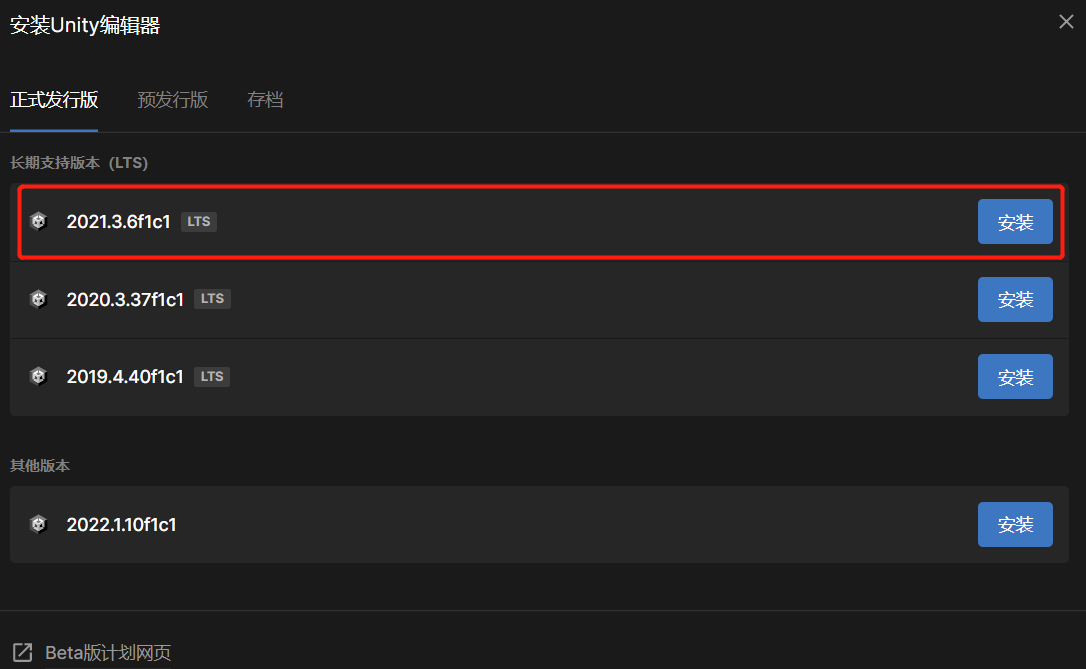 安装Unity编辑器
正式发行版 预发行版 存档
长期支持版本 (LTS)
2021.3.6f1c1 LTS 安装
2020.3.37f1c1 LTS 安装
2019.4.40f1c1 LTS 安装
其他版本
2022.1.10f1c1 安装
Beta版计划网页